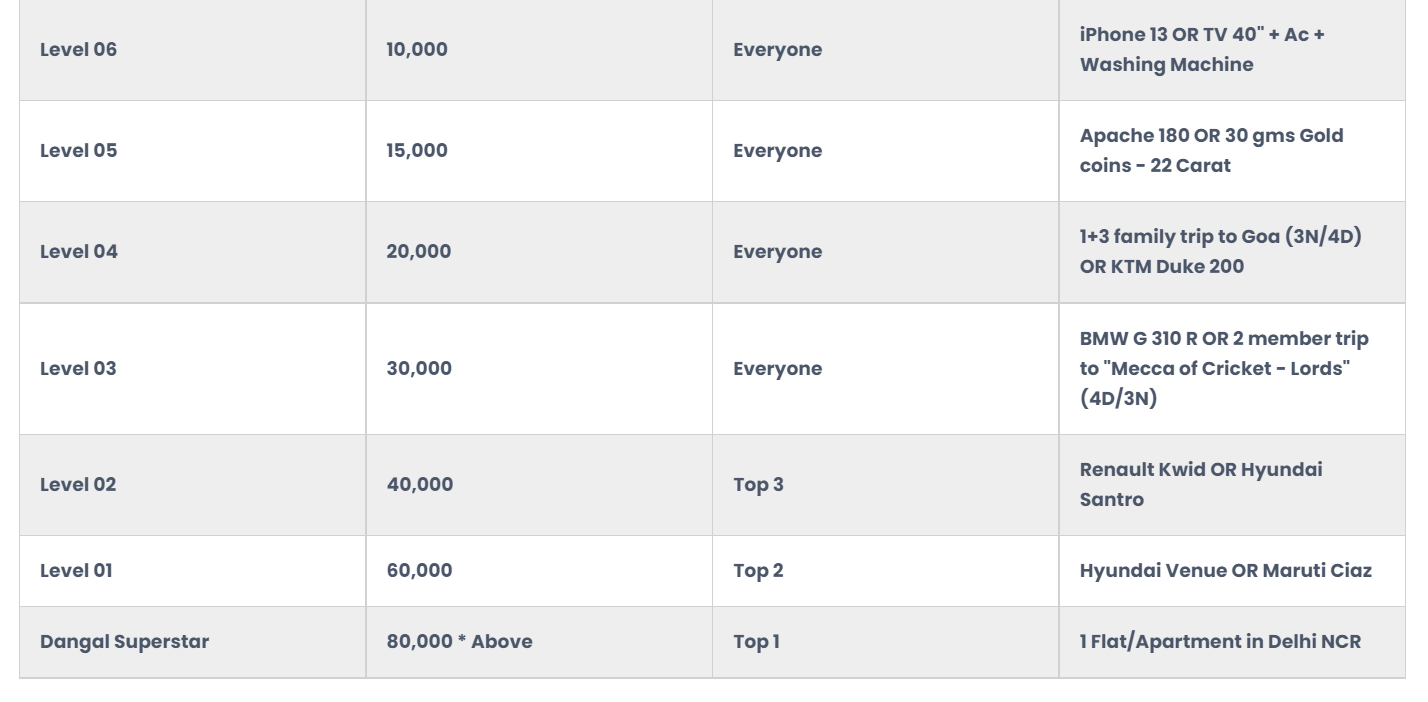 Level 06
10,000
Everyone
iPhone 13 OR TV 40" + Ac +
Washing Machine
Level 05
15,000
Everyone
Apache 180 OR 30 gms Gold
coins - 22 Carat
Level 04
20,000
Everyone
1+3 family trip to Goa (3N/4D)
OR KTM Duke 200
Level 03
30,000
Everyone
BMW G 310 R OR 2 member trip
to "Mecca of Cricket - Lords"
(4D/3N)
Level 02
40,000
Top 3
Renault Kwid OR Hyundai
Santro
Level 01
60,000
Top 2
Hyundai Venue OR Maruti Ciaz
Dangal Superstar
80,000 * Above
Top 1
1 Flat/Apartment in Delhi NCR